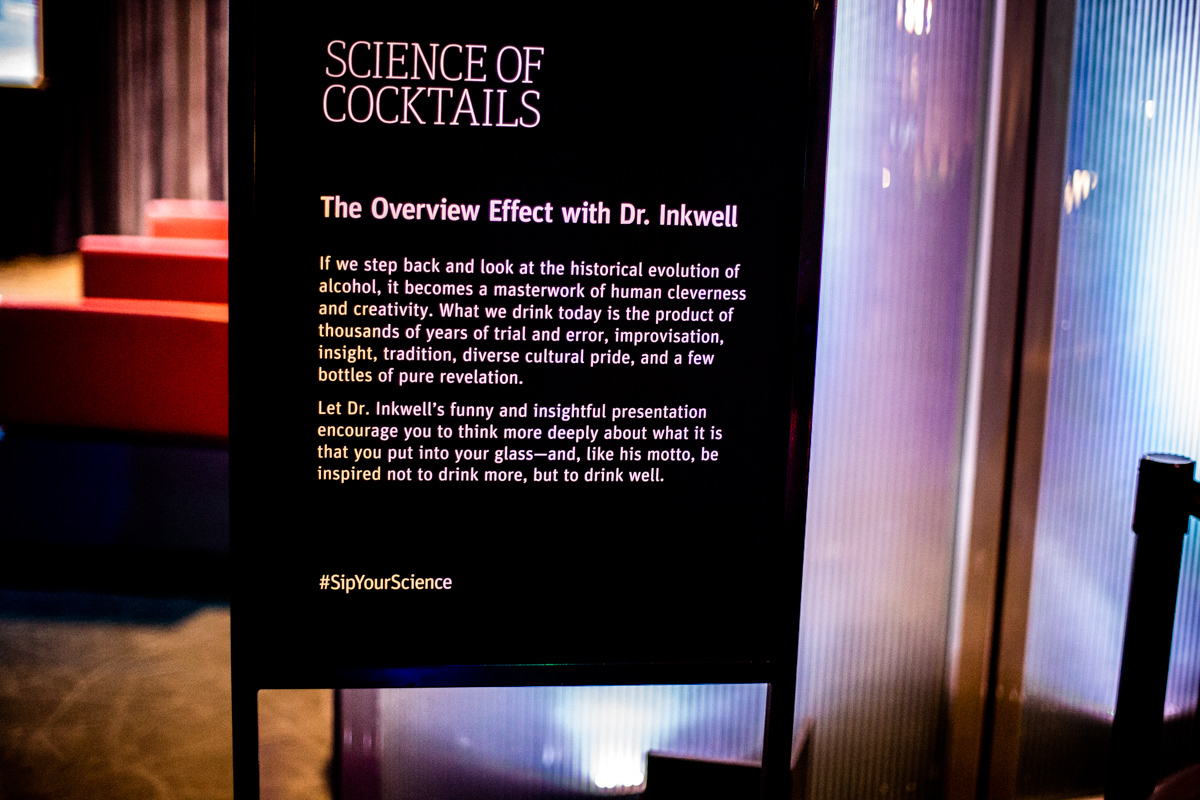 SCIENCE OF
COCKTAILS
The Overview Effect with Dr. Inkwell
If we step back and look at the historical evolution of
alcohol, it becomes a masterwork of human cleverness
and creativity. What we drink today is the product of
thousands of years of trial and error, improvisation,
insight, tradition, diverse cultural pride, and a few
bottles of pure revelation.
Let Dr. Inkwell’s funny and insightful presentation
encourage you to think more deeply about what it is
that you put into your glass—and, like his motto, be
inspired not to drink more, but to drink well.
#SipYourScience